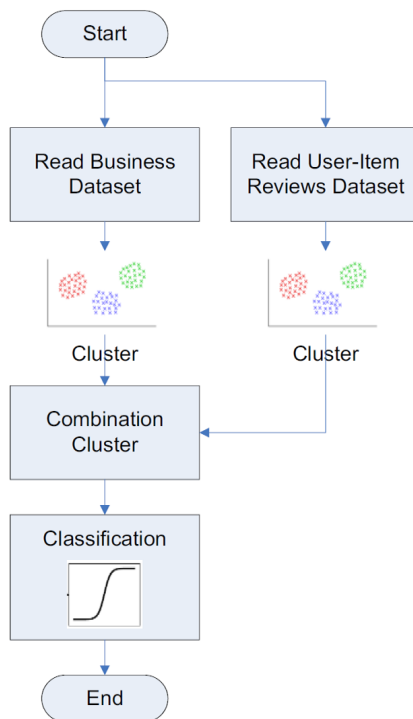 Start
Read Business
Dataset
Read User-Item
Reviews Dataset
Cluster
Cluster
Combination
Cluster
Classification
End